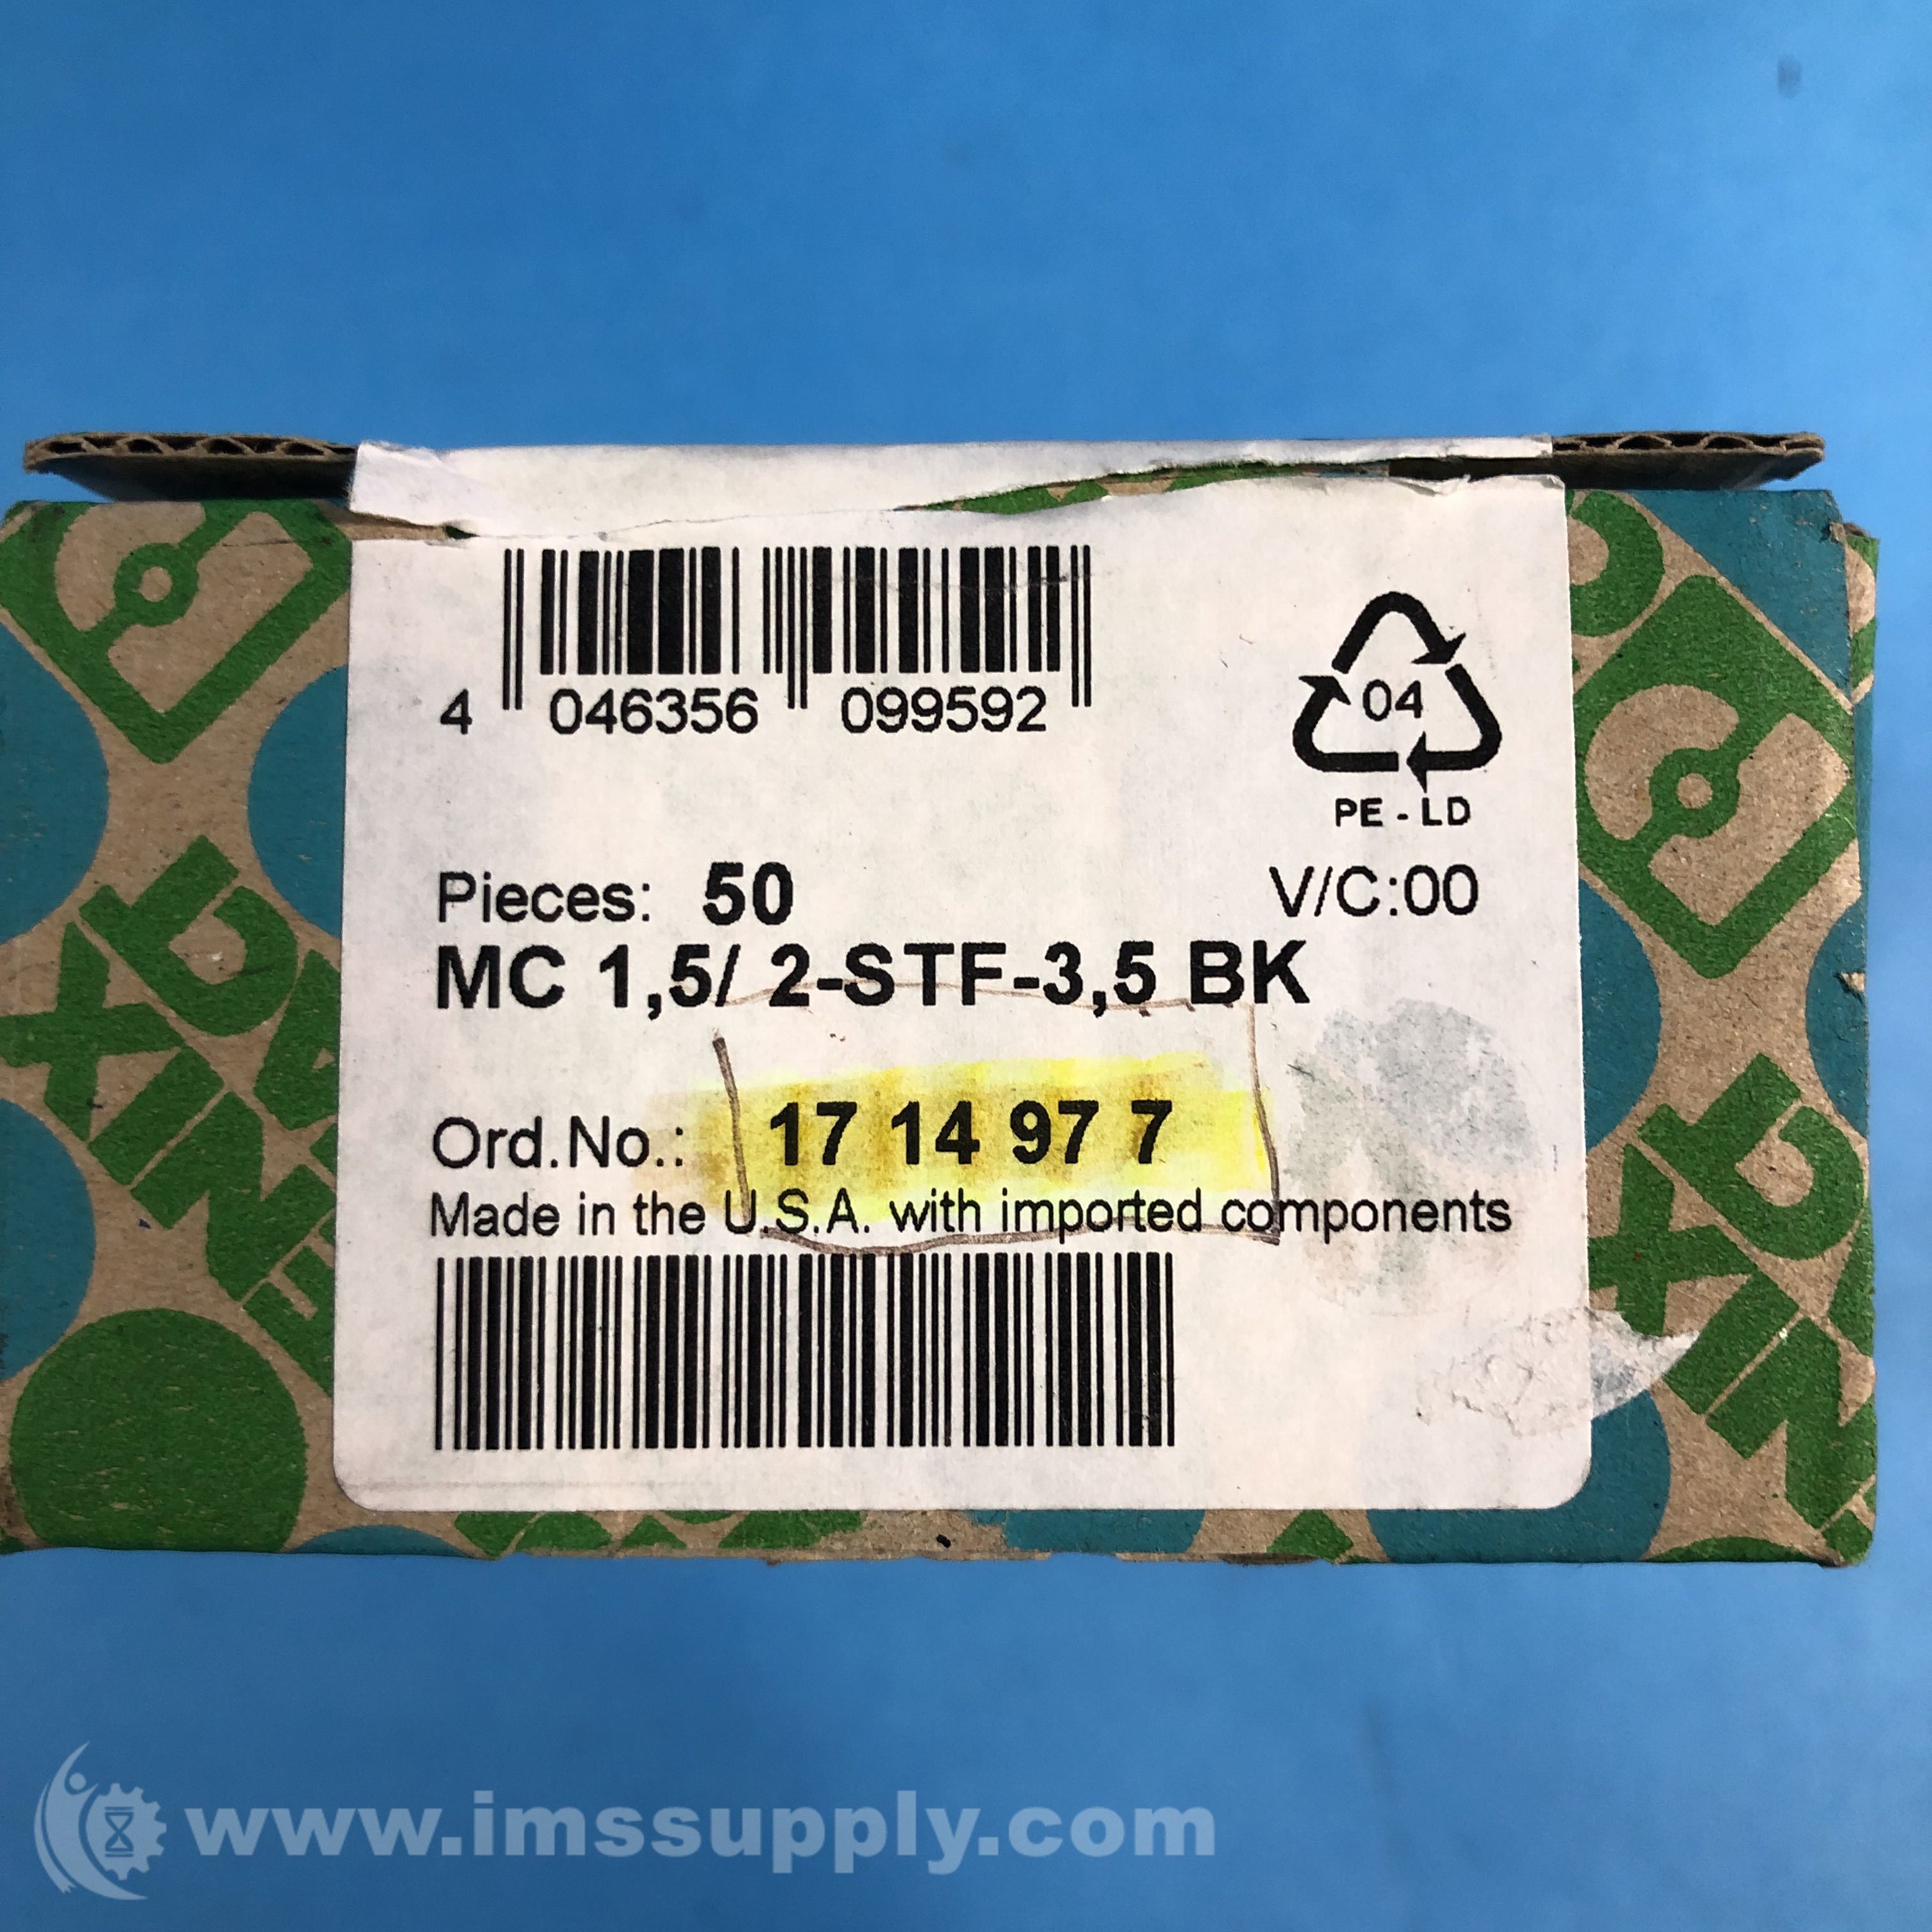 4 046356 099592
04
PE - LD
Pieces: 50
V/C:00
MC 1,5/ 2-STF-3,5 BK
Ord.No.: 17 14 97 7
Made in the U.S.A. with imported components
www.imssupply.com